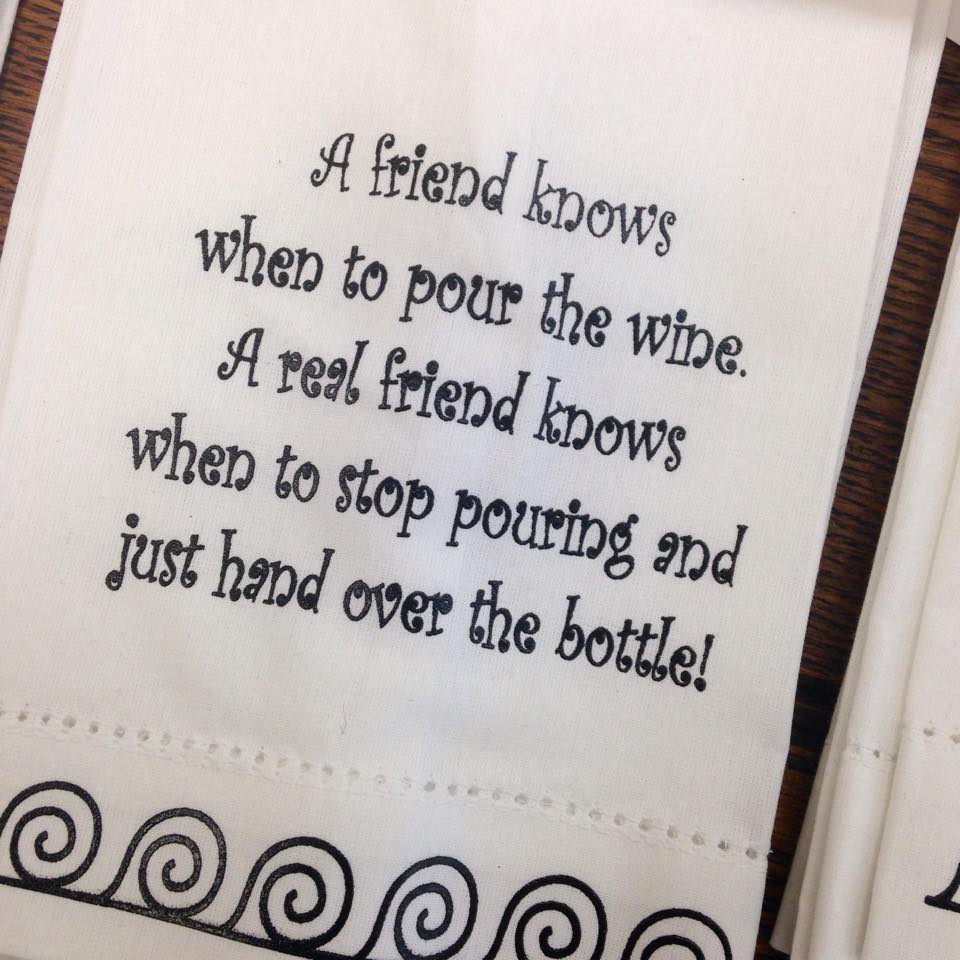 A friend knows
when to pour the wine.
A real friend knows
when to stop pouring and
just hand over the bottle!